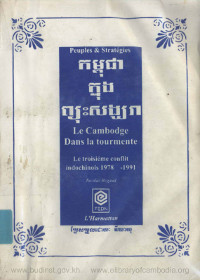 Peuples & Stratégies
កម្ពុជា
ក្នុង
ព្យុះសង្ឃរា
Le Cambodge
Dans la tourmente
Le troisième conflit
indochinois 1978 -1991
L'Harmattan
www.budinst.gov.kh
www.elibraryofcambodia.org